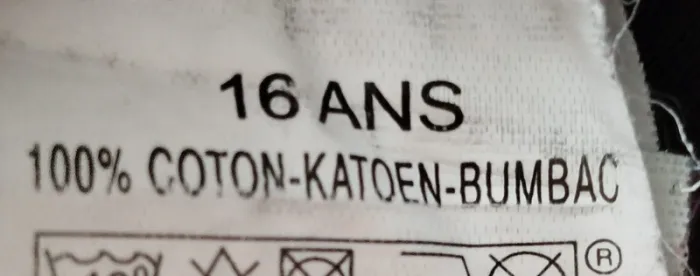 16 ANS
100% COTON-KATOEN-BUMBAC
®